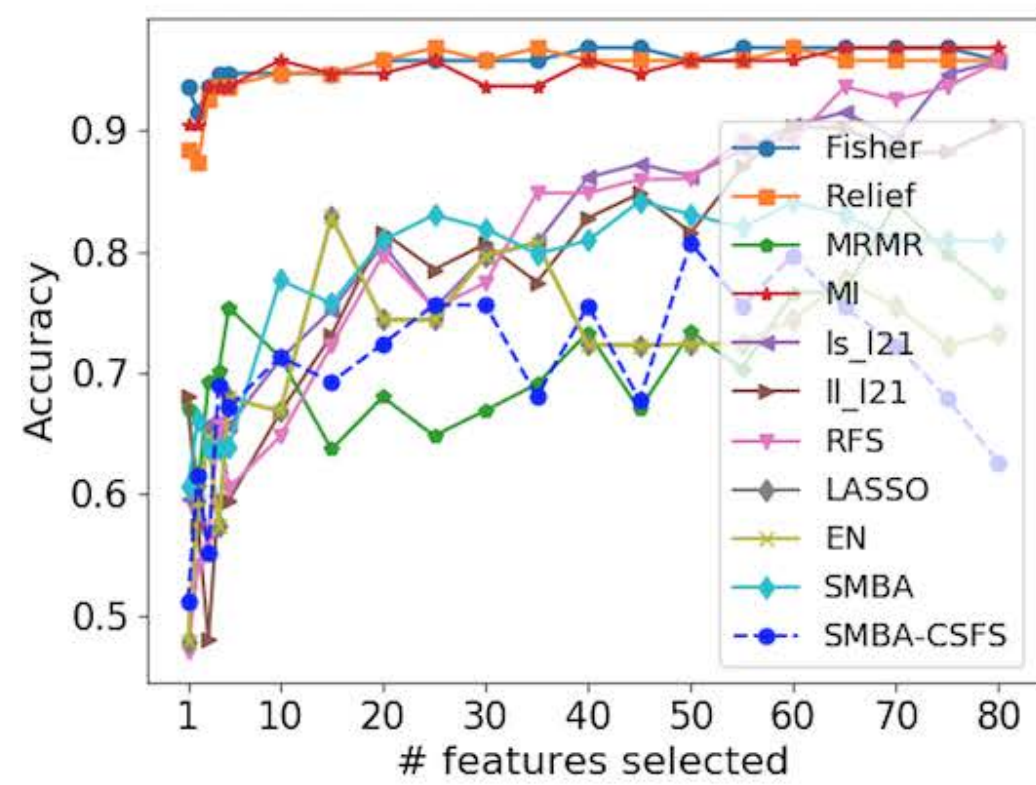 Accuracy
0.9
0.8
0.7
0.6
0.5
1 10 20 30 40 50 60 70 80
# features selected
Fisher
Relief
MRMR
MI
ls_l21
ll_l21
RFS
LASSO
EN
SMBA
SMBA-CSFS